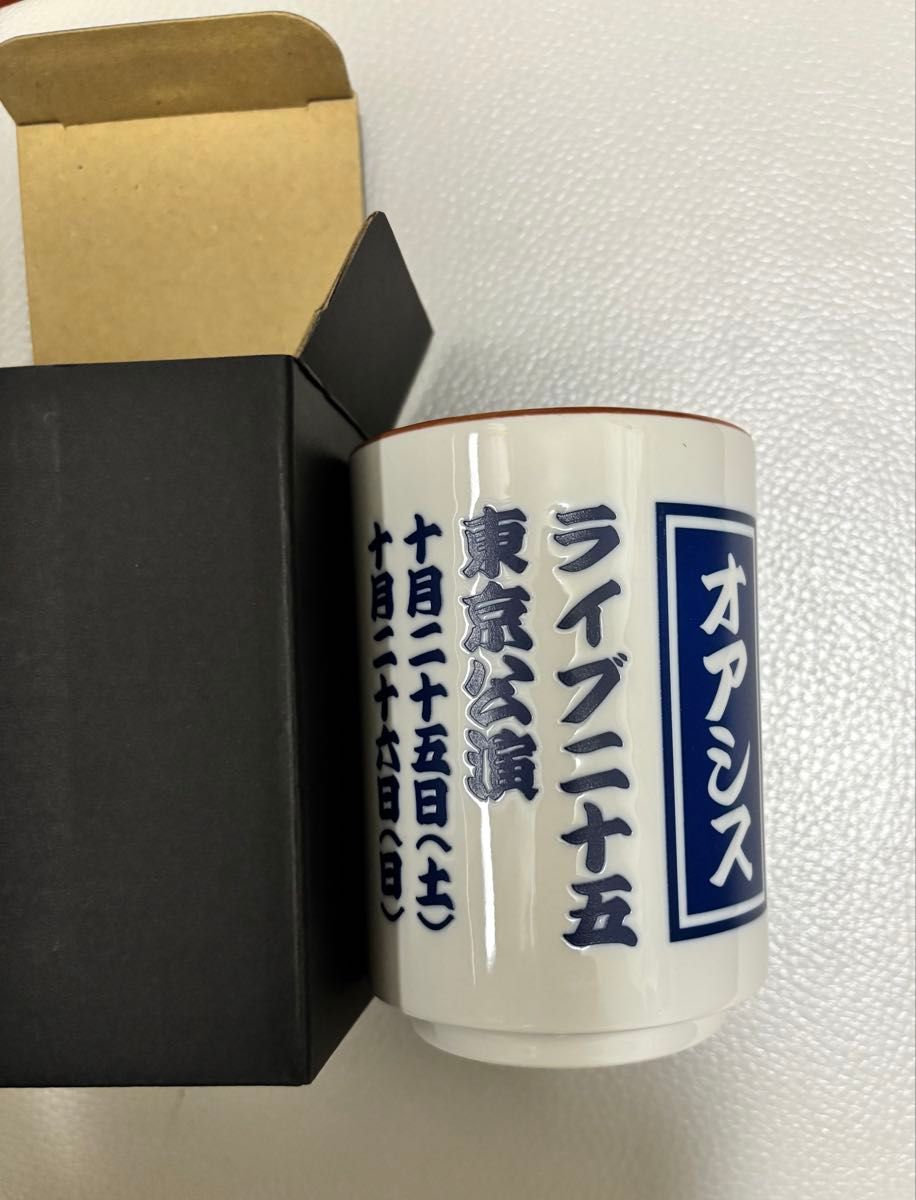 オアシス
ライブ二十五
東京公演
十月二十五日(土)
十月二十六日(日)